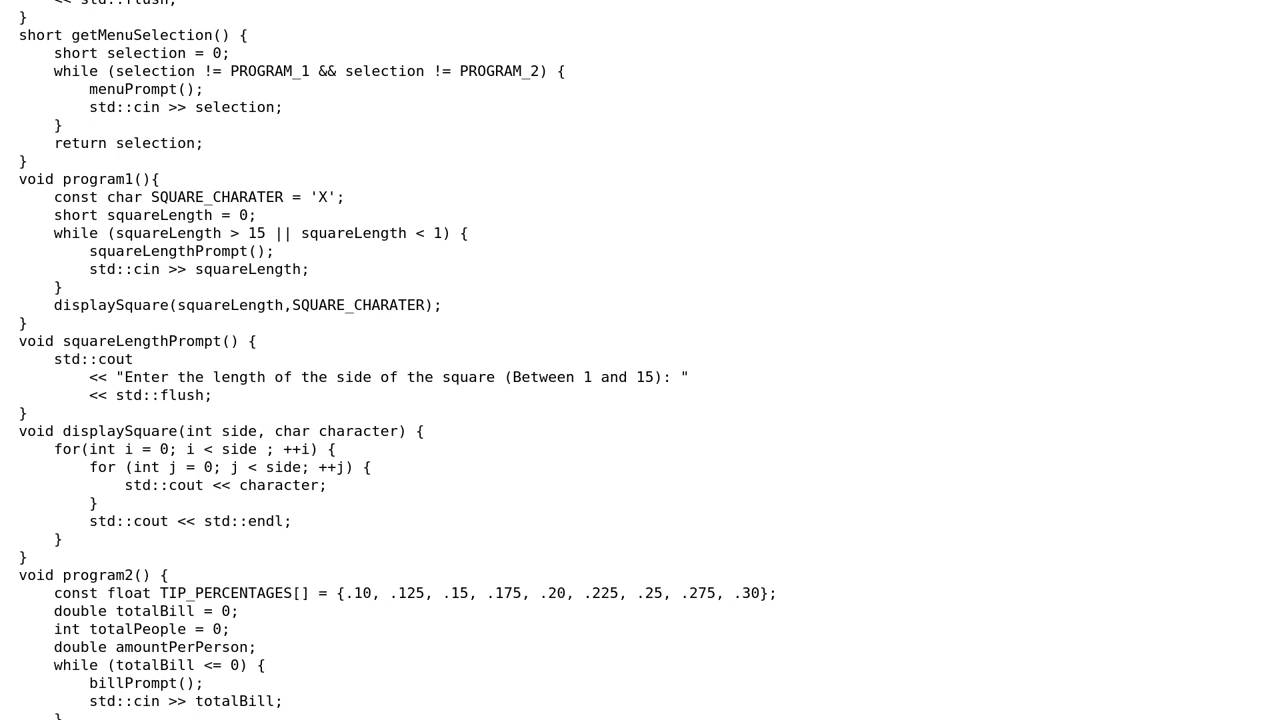 << std::flush;
}
short getMenuSelection() {
    short selection = 0;
    while (selection != PROGRAM_1 && selection != PROGRAM_2) {
        menuPrompt();
        std::cin >> selection;
    }
    return selection;
}
void program1(){
    const char SQUARE_CHARATER = 'X';
    short squareLength = 0;
    while (squareLength > 15 || squareLength < 1) {
        squareLengthPrompt();
        std::cin >> squareLength;
    }
    displaySquare(squareLength,SQUARE_CHARATER);
}
void squareLengthPrompt() {
    std::cout
        << "Enter the length of the side of the square (Between 1 and 15): "
        << std::flush;
}
void displaySquare(int side, char character) {
    for(int i = 0; i < side ; ++i) {
        for (int j = 0; j < side; ++j) {
            std::cout << character;
        }
        std::cout << std::endl;
    }
}
void program2() {
    const float TIP_PERCENTAGES[] = {.10, .125, .15, .175, .20, .225, .25, .275, .30};
    double totalBill = 0;
    int totalPeople = 0;
    double amountPerPerson;
    while (totalBill <= 0) {
        billPrompt();
        std::cin >> totalBill;
    }